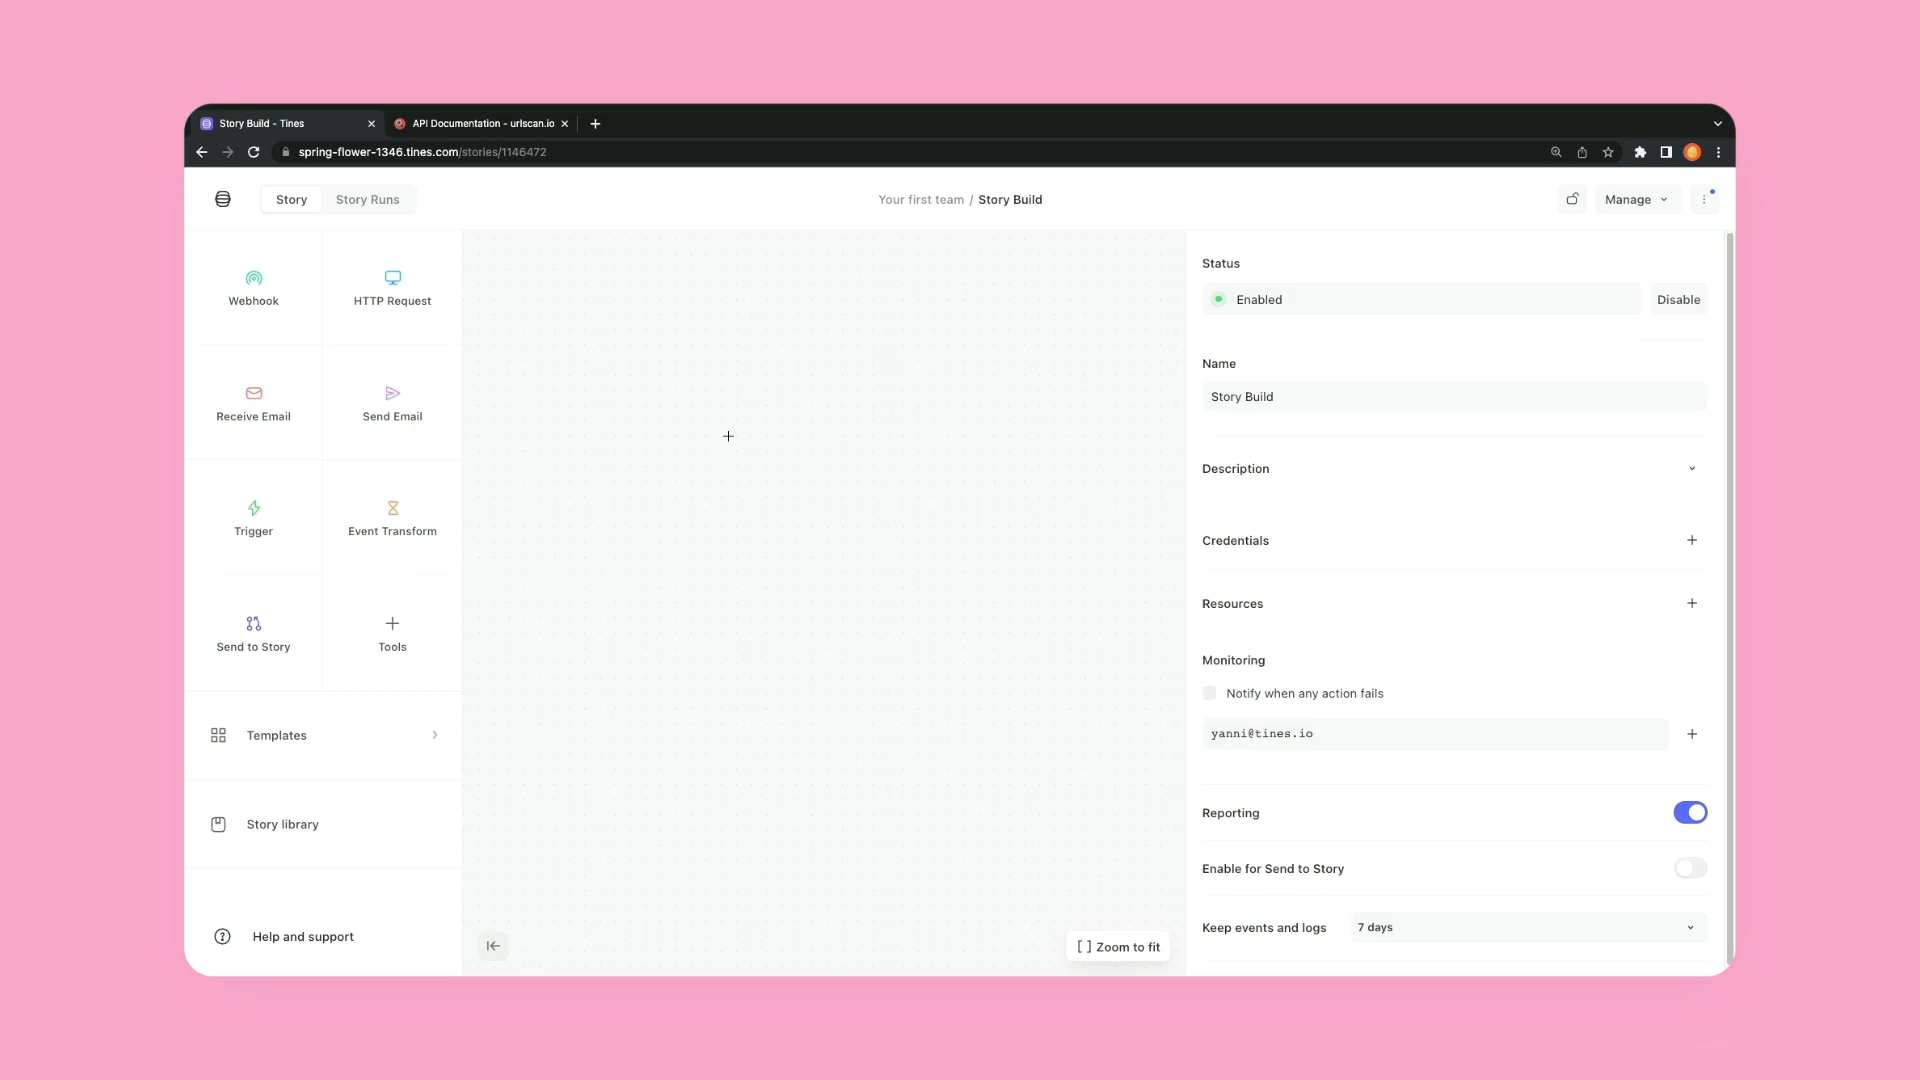 Story Build - Tines
API Documentation - urlscan.io
spring-flower-1346.tines.com/stories/1146472
Story
Story Runs
Your first team / Story Build
Manage
Webhook
HTTP Request
Receive Email
Send Email
Trigger
Event Transform
Send to Story
Tools
Templates
Story library
Help and support
Zoom to fit
Status
Enabled
Disable
Name
Story Build
Description
Credentials
Resources
Monitoring
Notify when any action fails
yanni@tines.io
Reporting
Enable for Send to Story
Keep events and logs
7 days